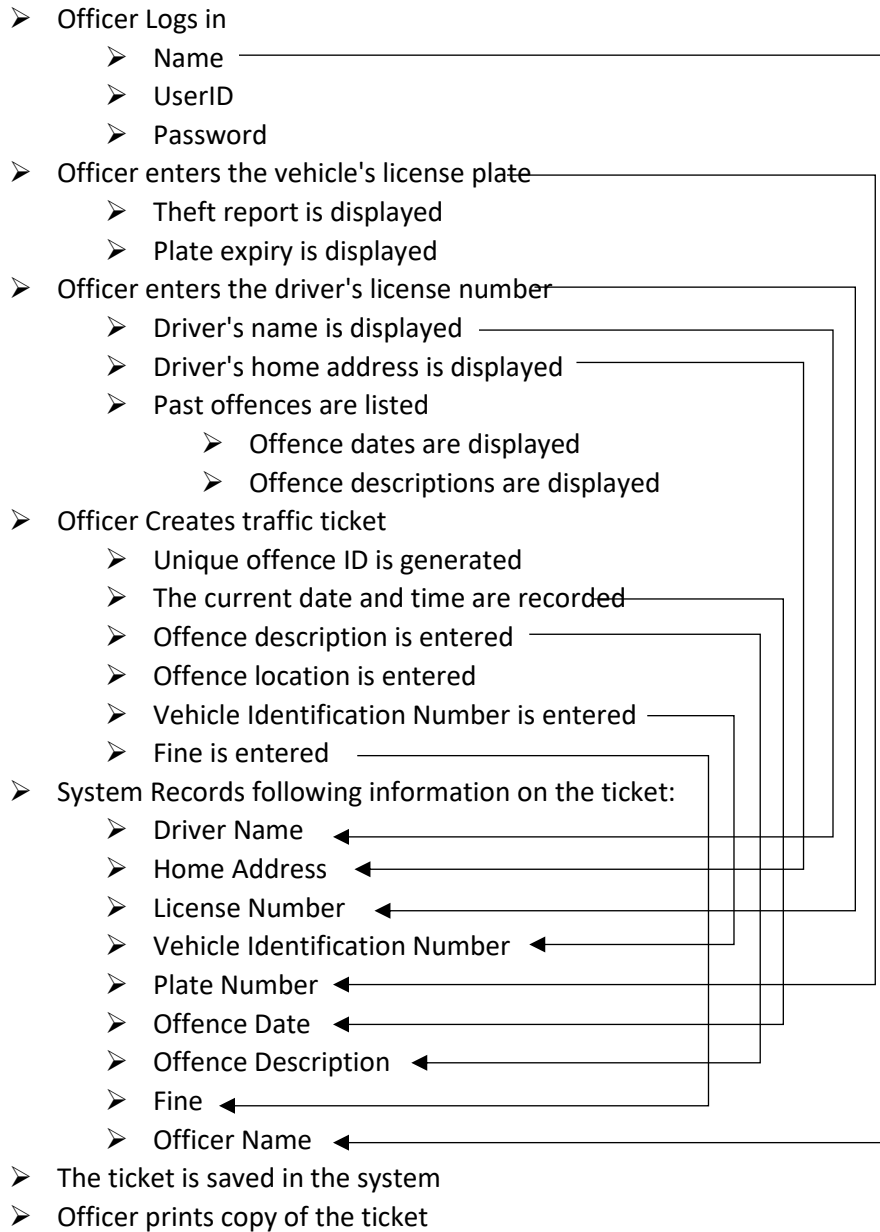 Officer Logs in
Name
UserID
Password
Officer enters the vehicle's license plate
Theft report is displayed
Plate expiry is displayed
Officer enters the driver's license number
Driver's name is displayed
Driver's home address is displayed
Past offences are listed
Offence dates are displayed
Offence descriptions are displayed
Officer Creates traffic ticket
Unique offence ID is generated
The current date and time are recorded
Offence description is entered
Offence location is entered
Vehicle Identification Number is entered
Fine is entered
System Records following information on the ticket:
Driver Name
Home Address
License Number
Vehicle Identification Number
Plate Number
Offence Date
Offence Description
Fine
Officer Name
The ticket is saved in the system
Officer prints copy of the ticket